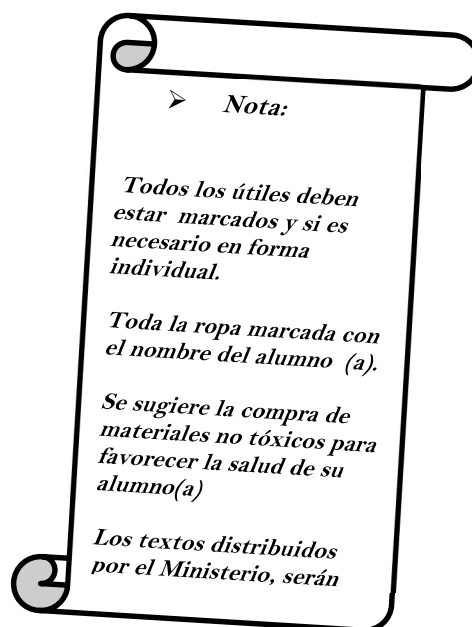 ➢ Nota:
Todos los útiles deben
estar marcados y si es
necesario en forma
individual.
Toda la ropa marcada con
el nombre del alumno (a).
Se sugiere la compra de
materiales no tóxicos para
favorecer la salud de su
alumno(a)
Los textos distribuidos
por el Ministerio, serán